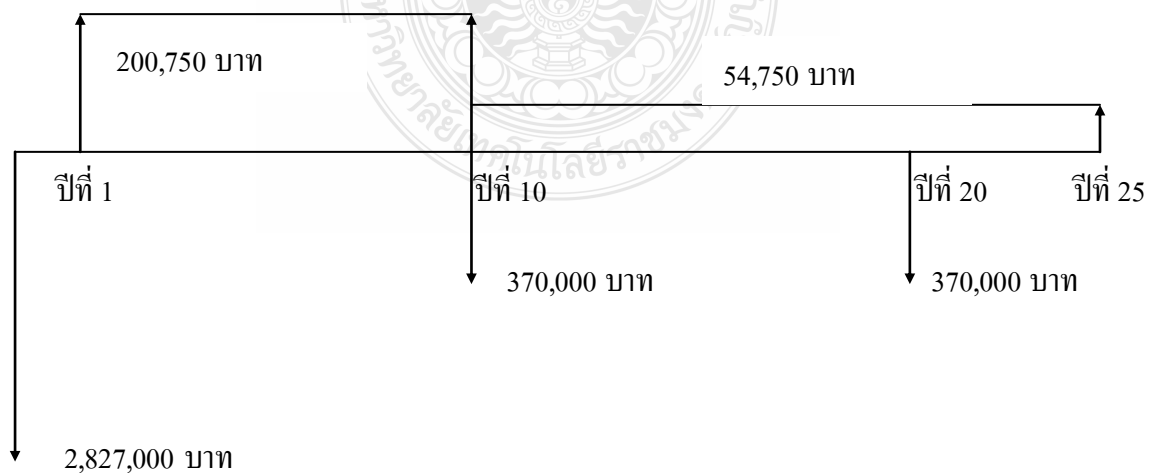 200,750 บาท
54,750 บาท
ปีที่ 1
ปีที่ 10
ปีที่ 20
ปีที่ 25
370,000 บาท
370,000 บาท
2,827,000 บาท